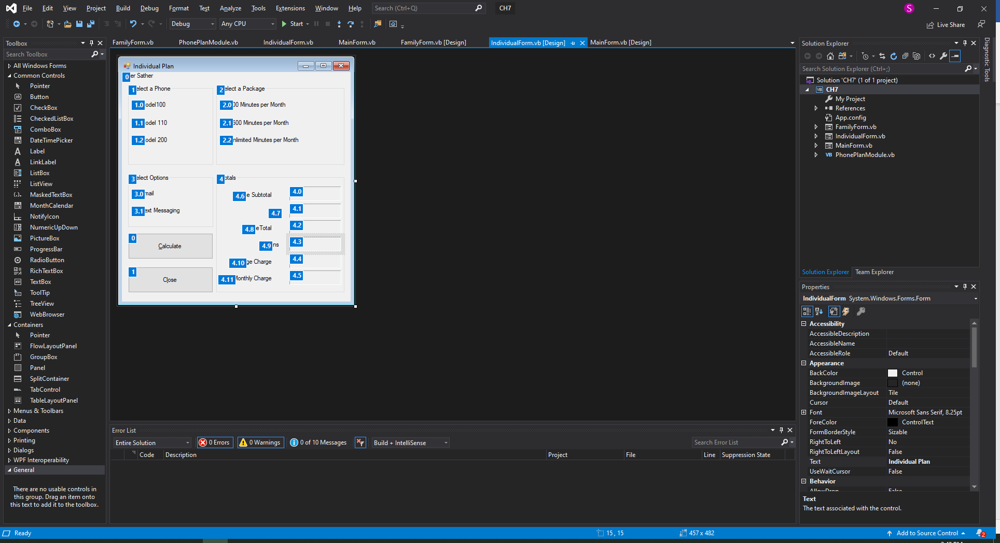 File Edit View Project Build Debug Format Test Analyze Tools Extensions Window Help Search (Ctrl+Q) CH7 S
Debug Any CPU Start Live Share
Toolbox
Search Toolbox
All Windows Forms
Common Controls
Pointer
Button
CheckBox
CheckedListBox
ComboBox
DateTimePicker
Label
LinkLabel
ListBox
ListView
MaskedTextBox
MonthCalendar
NotifyIcon
NumericUpDown
PictureBox
ProgressBar
RadioButton
RichTextBox
TextBox
ToolTip
TreeView
WebBrowser
Containers
Pointer
FlowLayoutPanel
GroupBox
Panel
SplitContainer
TabControl
TableLayoutPanel
Menus & Toolbars
Data
Components
Printing
Dialogs
WPF Interoperability
General
There are no usable controls in
this group. Drag an item onto
this text to add it to the toolbox.
FamilyForm.vb PhonePlanModule.vb IndividualForm.vb MainForm.vb FamilyForm.vb [Design] IndividualForm.vb [Design] MainForm.vb [Design]
Individual Plan
0 er Sather
1 elect a Phone
1.0 odel100
1.1 odel 110
1.2 odel 200
2 elect a Package
2.0 00 Minutes per Month
2.1 500 Minutes per Month
2.2 nlimited Minutes per Month
3 elect Options
3.0 mail
3.1 ext Messaging
0
Calculate
1
Close
4 otals
4.6 e Subtotal 4.0
4.7 4.1
4.8 eTotal 4.2
4.9 ns 4.3
4.10 ge Charge 4.4
4.11 Monthly Charge 4.5
Error List
Entire Solution 0 Errors 0 Warnings 0 of 10 Messages Build + IntelliSense Search Error List
Code Description Project File Line Suppression State
Solution Explorer
Search Solution Explorer (Ctrl+;)
Solution 'CH7' (1 of 1 project)
VB CH7
My Project
References
App.config
FamilyForm.vb
IndividualForm.vb
MainForm.vb
VB PhonePlanModule.vb
Solution Explorer Team Explorer
Diagnostic Tools
Properties
IndividualForm System.Windows.Forms.Form
Accessibility
AccessibleDescription
AccessibleName
AccessibleRole Default
Appearance
BackColor Control
BackgroundImage (none)
BackgroundImageLayout Tile
Cursor Default
Font Microsoft Sans Serif, 8.25pt
ForeColor ControlText
FormBorderStyle Sizable
RightToLeft No
RightToLeftLayout False
Text Individual Plan
UseWaitCursor False
Behavior
AllowDrop False
Text
The text associated with the control.
Ready 15 , 15 457 x 482 Add to Source Control 2